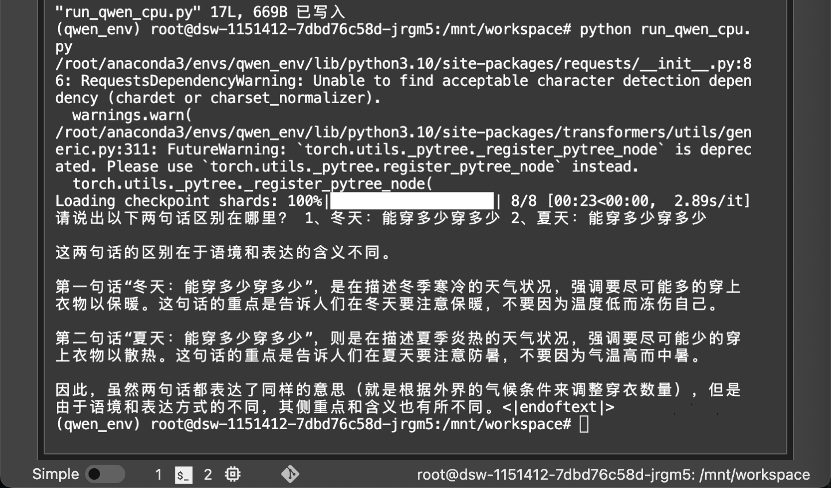 "run_qwen_cpu.py" 17L, 669B 已写入
(qwen_env) root@dsw-1151412-7dbd76c58d-jrgm5:/mnt/workspace# python run_qwen_cpu.
py
/root/anaconda3/envs/qwen_env/lib/python3.10/site-packages/requests/__init__.py:8
6: RequestsDependencyWarning: Unable to find acceptable character detection depen
dency (chardet or charset_normalizer).
  warnings.warn(
/root/anaconda3/envs/qwen_env/lib/python3.10/site-packages/transformers/utils/gen
eric.py:311: FutureWarning: `torch.utils._pytree._register_pytree_node` is deprec
ated. Please use `torch.utils._pytree.register_pytree_node` instead.
  torch.utils._pytree._register_pytree_node(
Loading checkpoint shards: 100%|          | 8/8 [00:23<00:00,  2.89s/it]
请说出以下两句话区别在哪里? 1、冬天：能穿多少穿多少 2、夏天：能穿多少穿多少
这两句话的区别在于语境和表达的含义不同。
第一句话“冬天：能穿多少穿多少”，是在描述冬季寒冷的天气状况，强调要尽可能多的穿上
衣物以保暖。这句话的重点是告诉人们在冬天要注意保暖，不要因为温度低而冻伤自己。
第二句话“夏天：能穿多少穿多少”，则是在描述夏季炎热的天气状况，强调要尽可能少的穿
上衣物以散热。这句话的重点是告诉人们在夏天要注意防暑，不要因为气温高而中暑。
因此，虽然两句话都表达了同样的意思（就是根据外界的气候条件来调整穿衣数量），但是
由于语境和表达方式的不同，其侧重点和含义也有所不同。<|endoftext|>
(qwen_env) root@dsw-1151412-7dbd76c58d-jrgm5:/mnt/workspace#
Simple 1 $_ 2 root@dsw-1151412-7dbd76c58d-jrgm5: /mnt/workspace